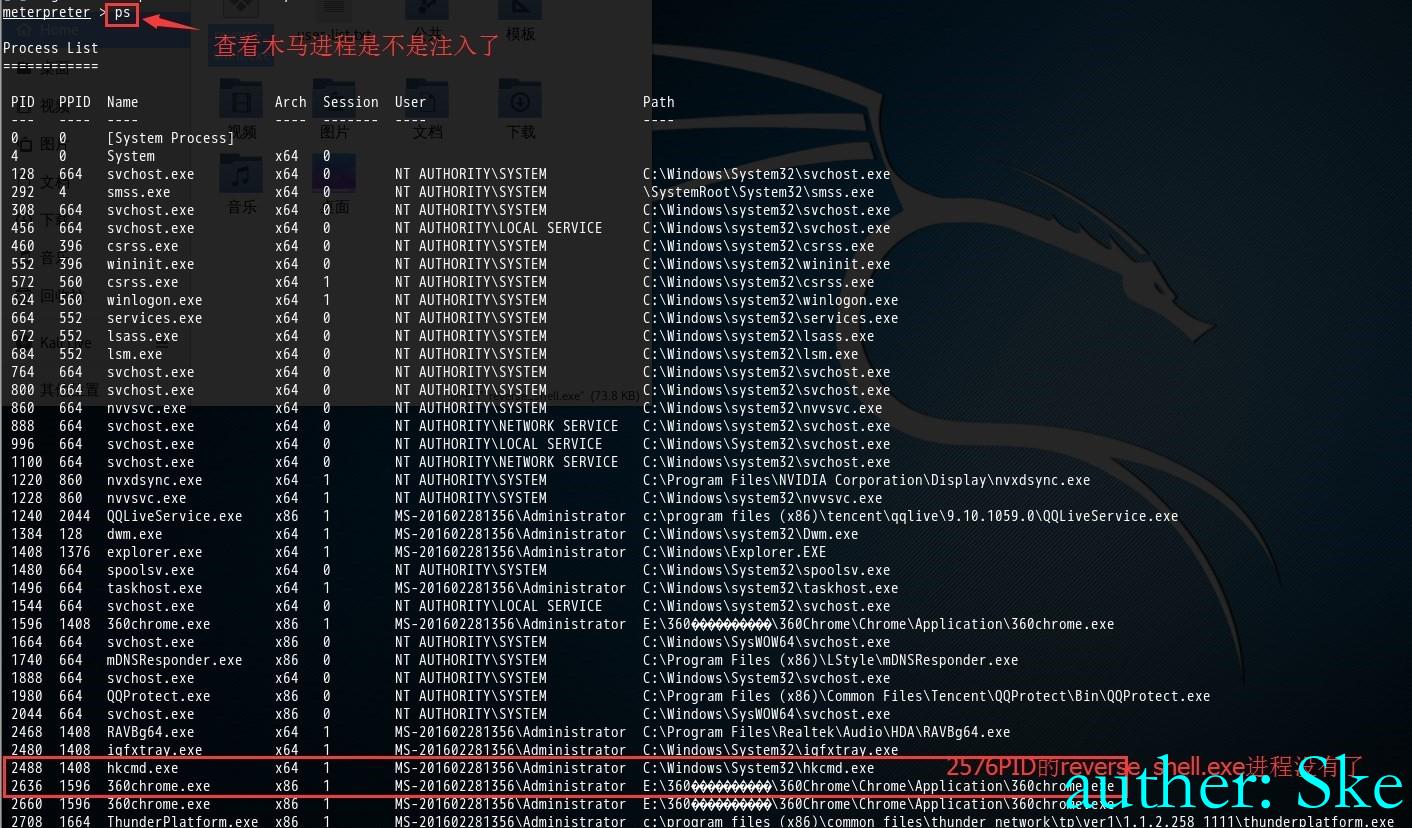 meterpreter > ps
查看木马进程是不是注入了
Process List
============
公共
模板
PID PPID Name Arch Session User Path
--- ---- ---- ---- ------- ---- ----
视频 图片 文档 下载
0 0 [System Process]
4 0 System x64 0
128 664 svchost.exe x64 0 NT AUTHORITY\SYSTEM C:\Windows\System32\svchost.exe
292 4 smss.exe x64 0 NT AUTHORITY\SYSTEM \SystemRoot\System32\smss.exe
音乐 桌面
308 664 svchost.exe x64 0 NT AUTHORITY\SYSTEM C:\Windows\system32\svchost.exe
456 664 svchost.exe x64 0 NT AUTHORITY\LOCAL SERVICE C:\Windows\system32\svchost.exe
460 396 csrss.exe x64 0 NT AUTHORITY\SYSTEM C:\Windows\system32\csrss.exe
552 396 wininit.exe x64 0 NT AUTHORITY\SYSTEM C:\Windows\system32\wininit.exe
572 560 csrss.exe x64 1 NT AUTHORITY\SYSTEM C:\Windows\system32\csrss.exe
624 560 winlogon.exe x64 1 NT AUTHORITY\SYSTEM C:\Windows\system32\winlogon.exe
664 552 services.exe x64 0 NT AUTHORITY\SYSTEM C:\Windows\system32\services.exe
672 552 lsass.exe x64 0 NT AUTHORITY\SYSTEM C:\Windows\system32\lsass.exe
684 552 lsm.exe x64 0 NT AUTHORITY\SYSTEM C:\Windows\system32\lsm.exe
764 664 svchost.exe x64 0 NT AUTHORITY\SYSTEM C:\Windows\system32\svchost.exe
800 664 svchost.exe x64 0 NT AUTHORITY\SYSTEM C:\Windows\system32\svchost.exe
(73.8 KB)
860 664 nvvsvc.exe x64 0 NT AUTHORITY\SYSTEM C:\Windows\system32\nvvsvc.exe
888 664 svchost.exe x64 0 NT AUTHORITY\NETWORK SERVICE C:\Windows\system32\svchost.exe
996 664 svchost.exe x64 0 NT AUTHORITY\LOCAL SERVICE C:\Windows\system32\svchost.exe
1100 664 svchost.exe x64 0 NT AUTHORITY\NETWORK SERVICE C:\Windows\system32\svchost.exe
1220 860 nvxdsync.exe x64 1 NT AUTHORITY\SYSTEM C:\Program Files\NVIDIA Corporation\Display\nvxdsync.exe
1228 860 nvvsvc.exe x64 1 NT AUTHORITY\SYSTEM C:\Windows\system32\nvvsvc.exe
1240 2044 QQLiveService.exe x86 1 MS-201602281356\Administrator c:\program files (x86)\tencent\qqlive\9.10.1059.0\QQLiveService.exe
1384 128 dwm.exe x64 1 MS-201602281356\Administrator C:\Windows\system32\Dwm.exe
1408 1376 explorer.exe x64 1 MS-201602281356\Administrator C:\Windows\Explorer.EXE
1480 664 spoolsv.exe x64 0 NT AUTHORITY\SYSTEM C:\Windows\System32\spoolsv.exe
1496 664 taskhost.exe x64 1 MS-201602281356\Administrator C:\Windows\system32\taskhost.exe
1544 664 svchost.exe x64 0 NT AUTHORITY\LOCAL SERVICE C:\Windows\system32\svchost.exe
1596 1408 360chrome.exe x86 1 MS-201602281356\Administrator E:\360����������\360Chrome\Chrome\Application\360chrome.exe
1664 664 svchost.exe x86 0 NT AUTHORITY\SYSTEM C:\Windows\SysWOW64\svchost.exe
1740 664 mDNSResponder.exe x86 0 NT AUTHORITY\SYSTEM C:\Program Files (x86)\LStyle\mDNSResponder.exe
1888 664 svchost.exe x64 0 NT AUTHORITY\SYSTEM C:\Windows\System32\svchost.exe
1980 664 QQProtect.exe x86 0 NT AUTHORITY\SYSTEM C:\Program Files (x86)\Common Files\Tencent\QQProtect\Bin\QQProtect.exe
2044 664 svchost.exe x86 0 NT AUTHORITY\SYSTEM C:\Windows\SysWOW64\svchost.exe
2468 1408 RAVBg64.exe x64 1 MS-201602281356\Administrator C:\Program Files\Realtek\Audio\HDA\RAVBg64.exe
2480 1408 igfxtray.exe x64 1 MS-201602281356\Administrator C:\Windows\System32\igfxtray.exe
2488 1408 hkcmd.exe x64 1 MS-201602281356\Administrator C:\Windows\System32\hkcmd.exe
2576PID的reverse_shell.exe进程没有了
2636 1596 360chrome.exe x86 1 MS-201602281356\Administrator E:\360����������\360Chrome\Chrome\Application\360chrome.exe
auther: Ske
2660 1596 360chrome.exe x86 1 MS-201602281356\Administrator E:\360����������\360Chrome\Chrome\Application\360chrome.exe
2708 1664 ThunderPlatform.exe x86 1 MS-201602281356\Administrator c:\program files\common files\thunder network\tp\ver1\1.1.2.258_1111\thunderplatform.exe